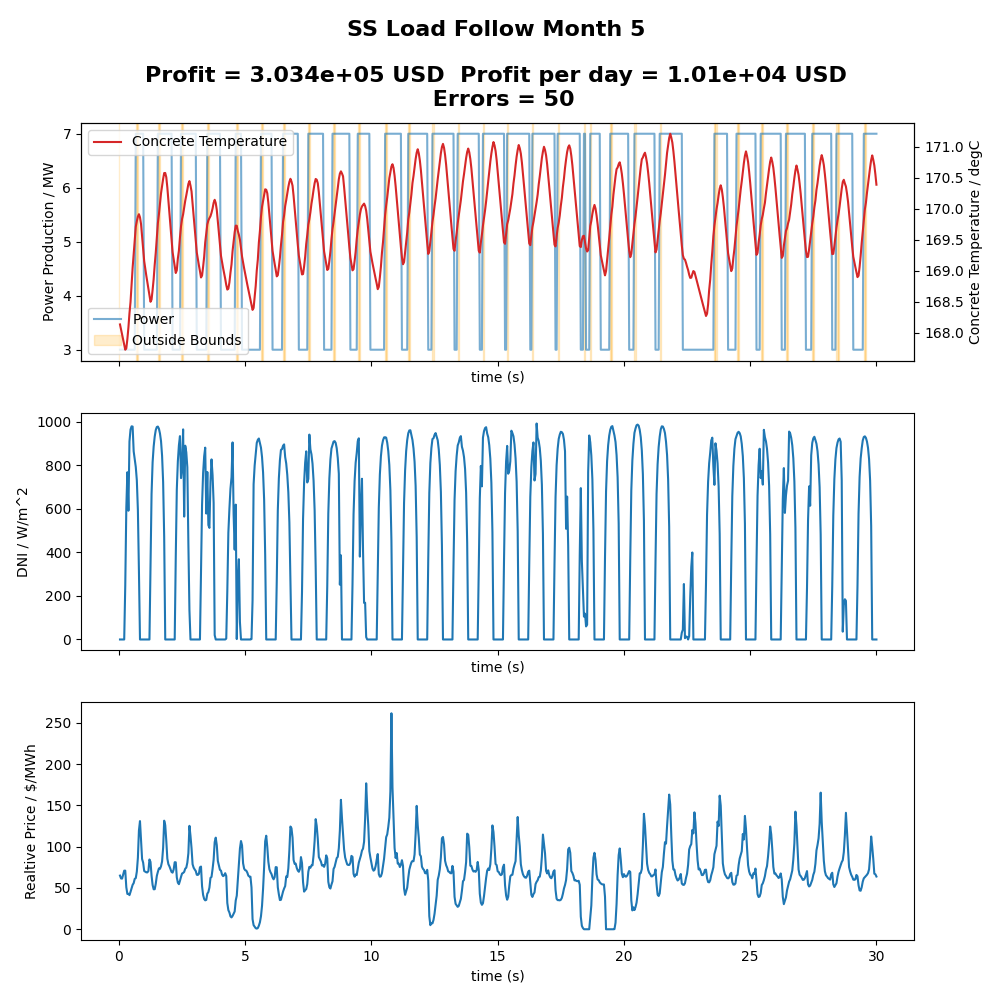 SS Load Follow Month 5
Profit = 3.034e+05 USD  Profit per day = 1.01e+04 USD
Errors = 50
Concrete Temperature
Power
Outside Bounds
Power Production / MW
7
6
5
4
3
171.0
170.5
170.0
169.5
169.0
168.5
168.0
Concrete Temperature / degC
time (s)
DNI / W/m^2
1000
800
600
400
200
0
time (s)
Realtive Price / $/MWh
250
200
150
100
50
0
0 5 10 15 20 25 30
time (s)